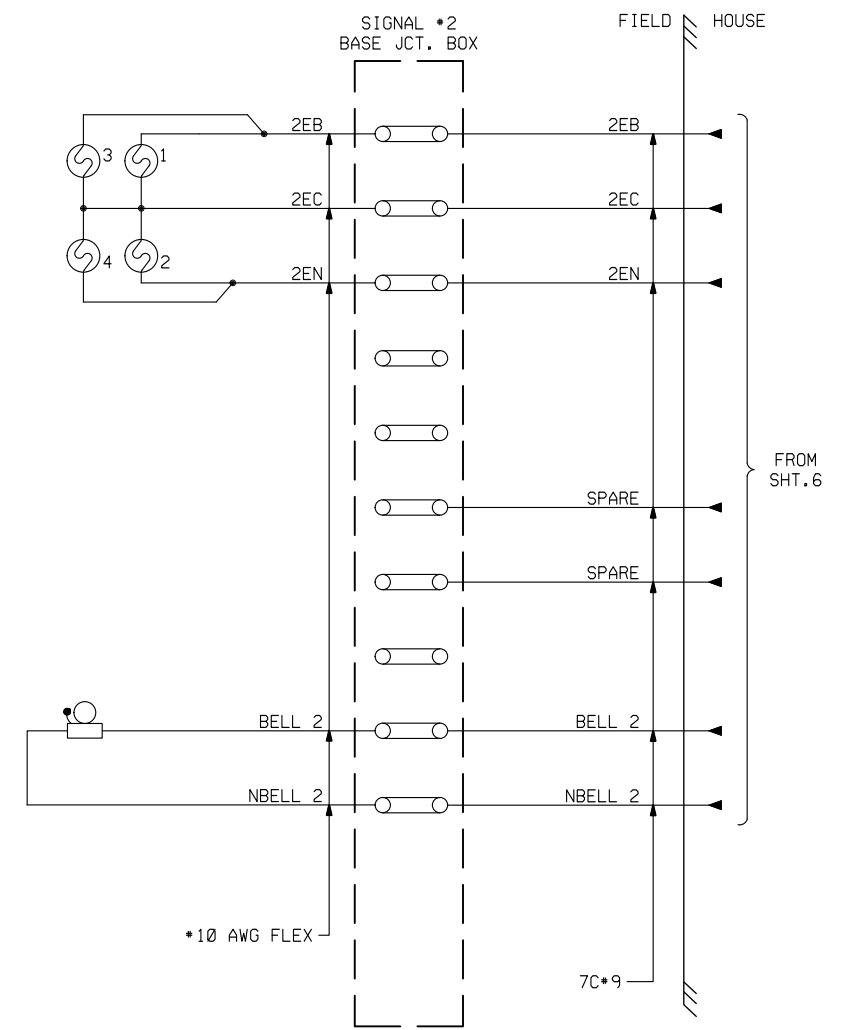 SIGNAL *2
BASE JCT. BOX
FIELD
HOUSE
2EB
2EB
3
1
2EC
2EC
4
2
2EN
2EN
FROM
SHT.6
SPARE
SPARE
BELL 2
BELL 2
NBELL 2
NBELL 2
*10 AWG FLEX
7C*9